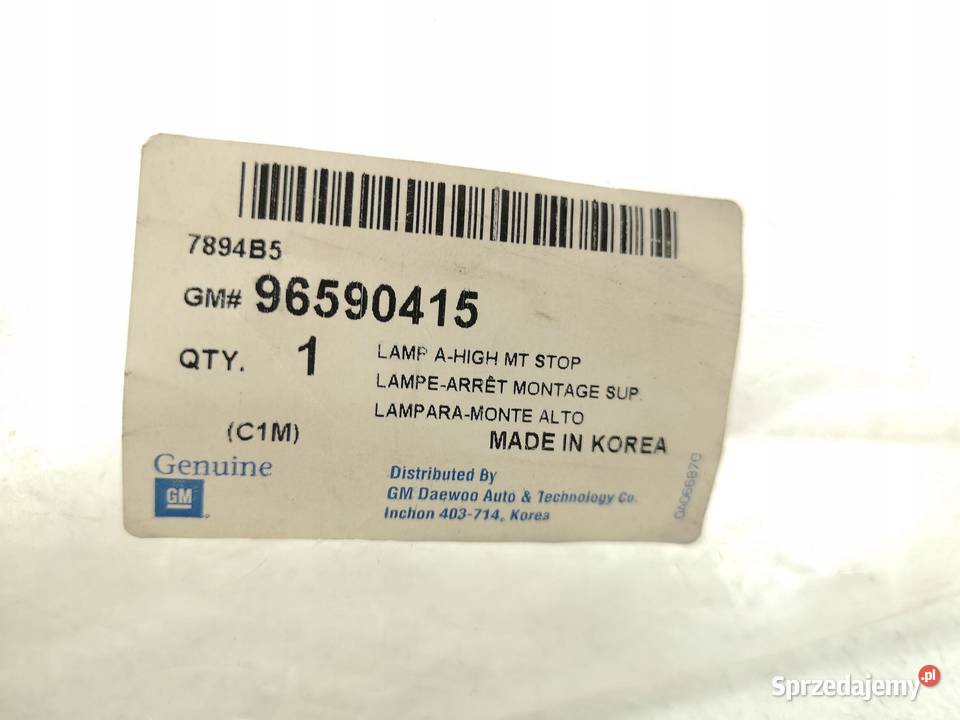 7894B5
GM# 96590415
QTY. 1
LAMP A-HIGH MT STOP
LAMPE-ARRÊT MONTAGE SUP.
LAMPARA-MONTE ALTO
(C1M)
MADE IN KOREA
Genuine
GM
Distributed By
GM Daewoo Auto & Technology Co.
Inchon 403-714, Korea
Sprzedajemy.pl